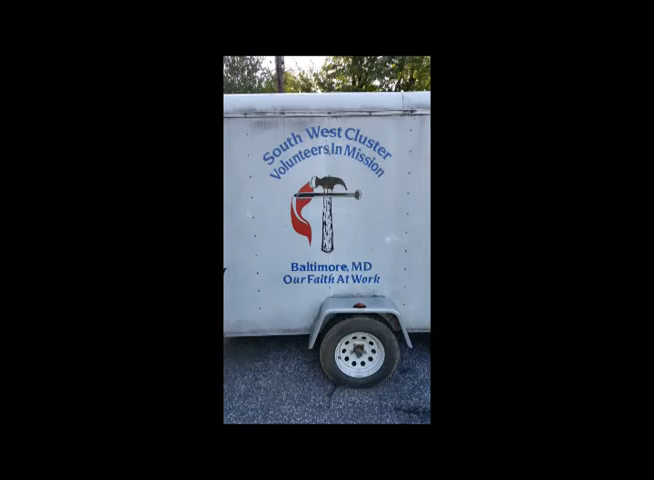 South West Cluster
Volunteers In Mission
Baltimore, MD
Our Faith At Work